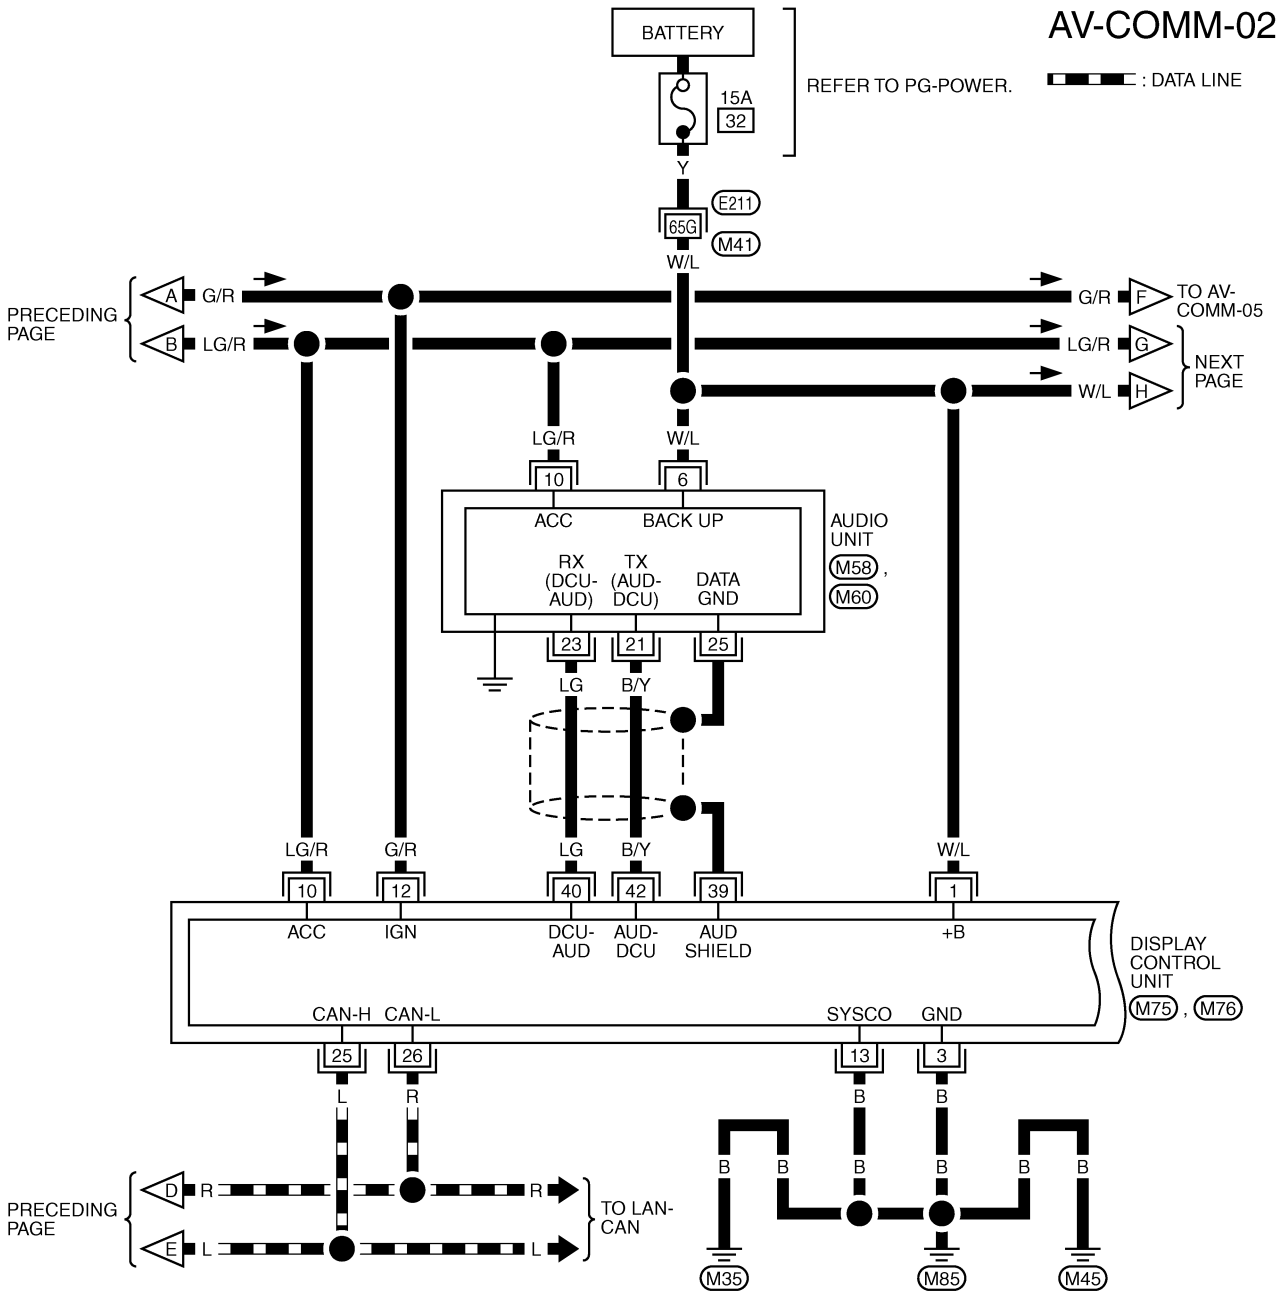 BATTERY
AV-COMM-02
REFER TO PG-POWER.
: DATA LINE
15A
32
Y
E211
65G
M41
W/L
A G/R
G/R F
TO AV-
COMM-05
PRECEDING
PAGE
B LG/R
LG/R G
W/L H
NEXT
PAGE
LG/R
W/L
10
6
ACC
BACK UP
AUDIO
UNIT
M58 ,
M60
RX
(DCU-
AUD)
TX
(AUD-
DCU)
DATA
GND
23
21
25
LG
B/Y
LG/R
G/R
LG
B/Y
W/L
10
12
40
42
39
1
ACC
IGN
DCU-
AUD
AUD-
DCU
AUD
SHIELD
+B
DISPLAY
CONTROL
UNIT
M75 , M76
CAN-H
CAN-L
SYSCO
GND
25
26
13
3
L
R
B
B
B
B
B
B
B
B
PRECEDING
PAGE
D R
R
E L
L
TO LAN-
CAN
M35
M85
M45